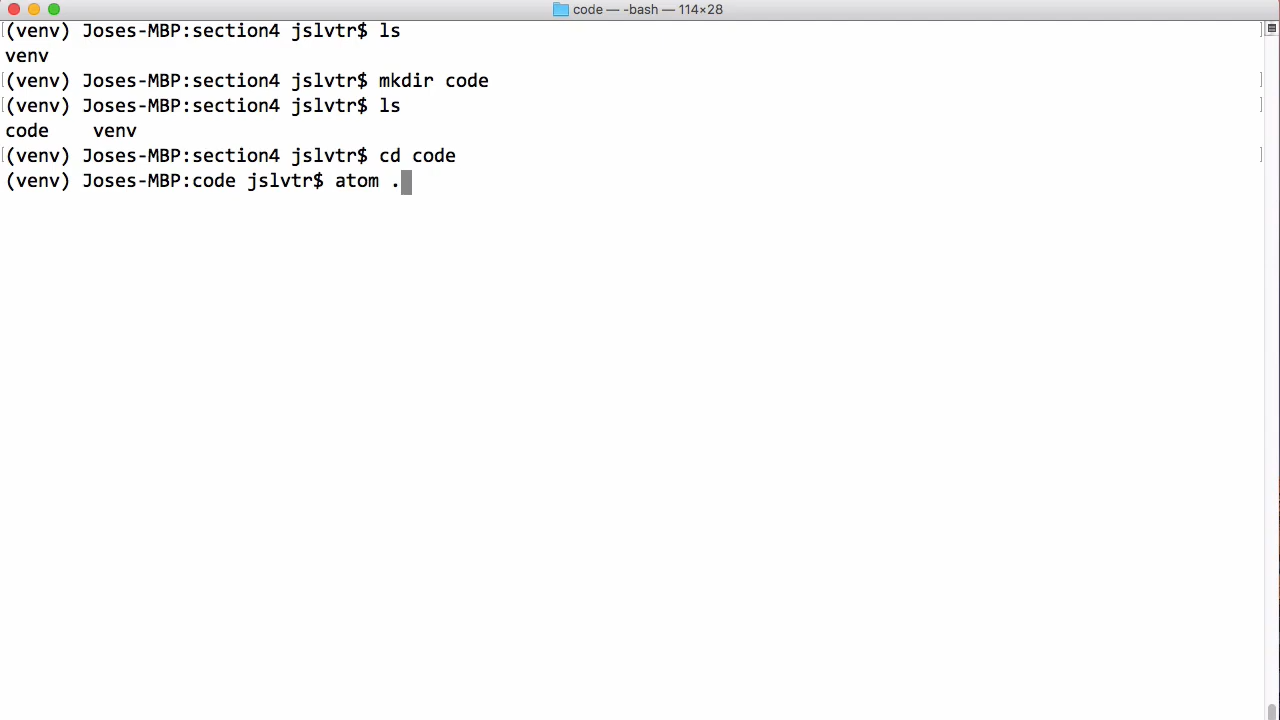 code — -bash — 114×28
(venv) Joses-MBP:section4 jslvtr$ ls
venv
(venv) Joses-MBP:section4 jslvtr$ mkdir code
(venv) Joses-MBP:section4 jslvtr$ ls
code    venv
(venv) Joses-MBP:section4 jslvtr$ cd code
(venv) Joses-MBP:code jslvtr$ atom .